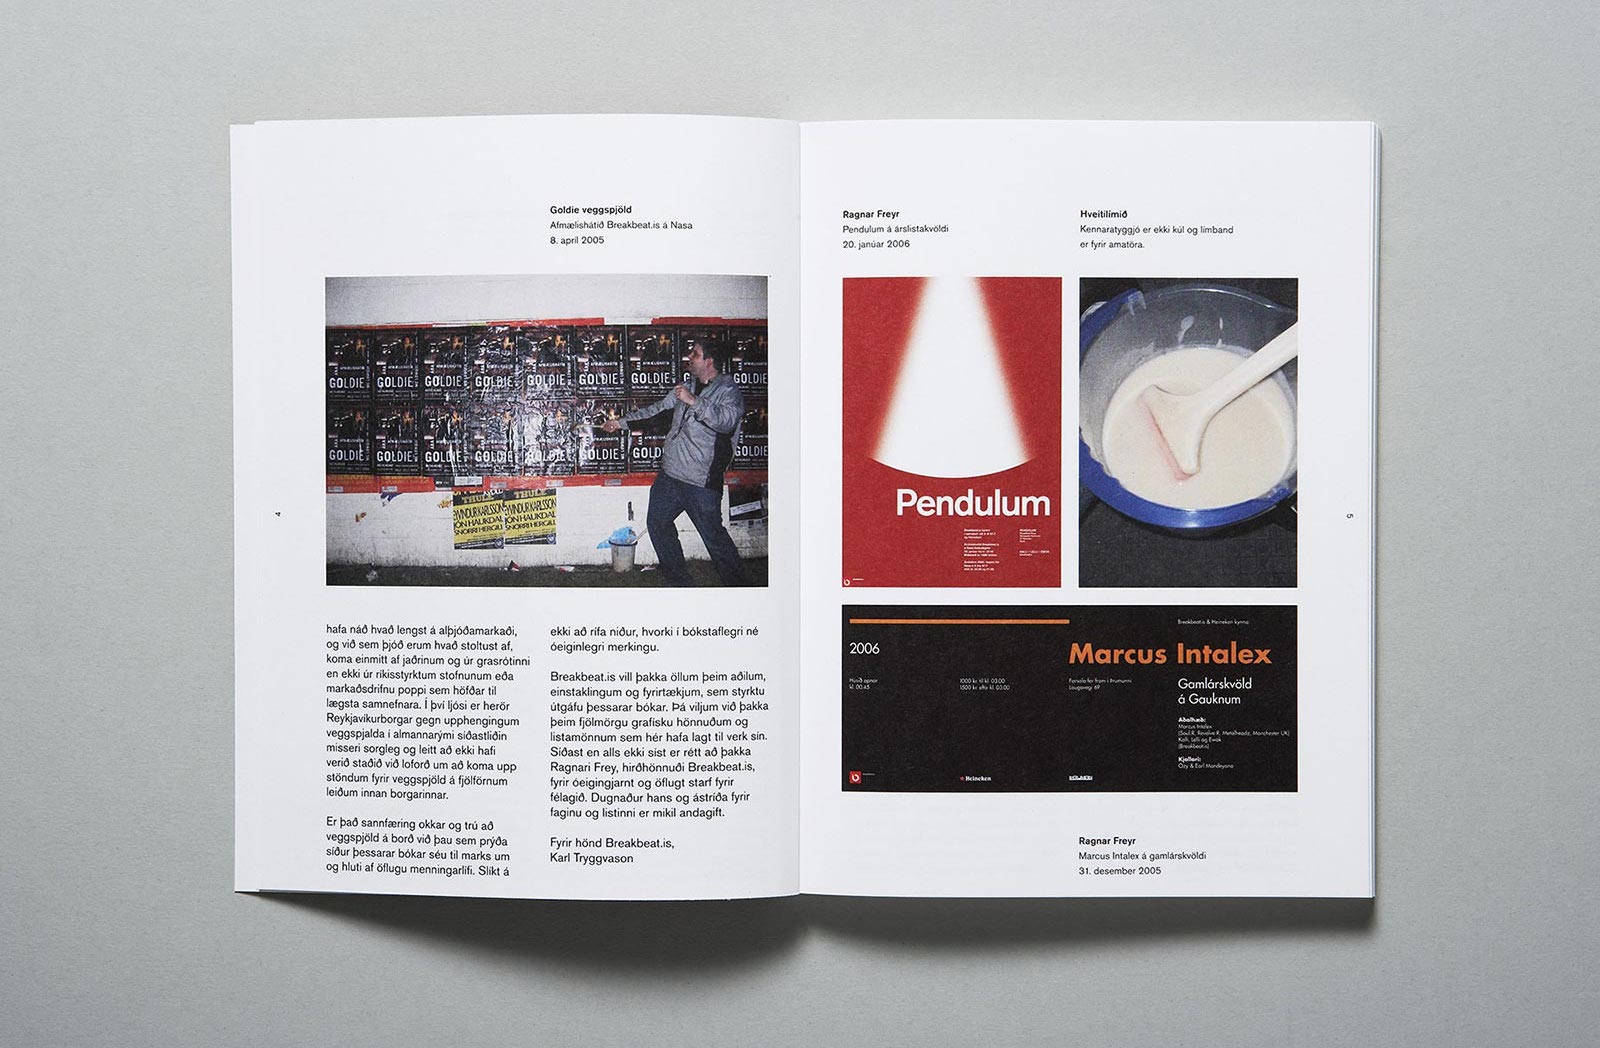 Goldie veggspjöld
Afmælishátíð Breakbeat.is á Nasa
8. apríl 2005
GOLDIE GOLDIE GOLDIE GOLDIE GOLDIE GOLDIE GOLDIE
GOLDIE GOLDIE GOLDIE GOLDIE GOLDIE GOLDIE
THULE THULE
EYVINDUR KARLSSON
JÓN HALLKDAL
SNORRI HERGILL
4
hafa náð hvað lengst á alþjóðamarkaði,
og við sem þjóð erum hvað stoltust af,
koma einmitt af jaðrinum og úr grasrótinni
en ekki úr ríkisstyrktum stofnunum eða
markaðsdrifnu poppi sem höfðar til
lægsta samnefnara. Í því ljósi er herör
Reykjavíkurborgar gegn upphengingum
veggspjalda í almannarými síðastliðin
misseri sorgleg og leitt að ekki hafi
verið staðið við loforð um að koma upp
stöndum fyrir veggspjöld á fjölförnum
leiðum innan borgarinnar.
Er það sannfæring okkar og trú að
veggspjöld á borð við þau sem prýða
síður þessarar bókar séu til marks um
og hluti af öflugu menningarlífi. Slíkt á
ekki að rífa niður, hvorki í bókstaflegri né
óeiginlegri merkingu.
Breakbeat.is vill þakka öllum þeim aðilum,
einstaklingum og fyrirtækjum, sem styrktu
útgáfu þessarar bókar. Þá viljum við þakka
þeim fjölmörgu grafísku hönnuðum og
listamönnum sem hér hafa lagt til verk sín.
Síðast en alls ekki síst er rétt að þakka
Ragnari Frey, hirðhönnuði Breakbeat.is,
fyrir óeigingjarnt og öflugt starf fyrir
félagið. Dugnaður hans og ástríða fyrir
faginu og listinni er mikil andagift.
Fyrir hönd Breakbeat.is,
Karl Tryggvason
Ragnar Freyr
Pendulum á árslistakvöldi
20. janúar 2006
Hveitilímið
Kennaratyggjó er ekki kúl og límband
er fyrir amatöra.
Pendulum
5
Breakbeat.is & Heineken kynna
2006
Marcus Intalex
Húsið opnar
kl. 00:45
1000 kr. til kl. 03:00
1500 kr. eftir kl. 03:00
Forsala fer fram í Þrumunni
Laugavegi 69
Gamlárskvöld
á Gauknum
Aðalhæð:
Marcus Intalex
(Soul:R, Revolve:R, Metalheadz, Manchester UK)
Kalli, Lelli og Ewok
(Breakbeat.is)
Kjallari:
Ozy & Earl Mondeyano
Heineken
Ragnar Freyr
Marcus Intalex á gamlárskvöldi
31. desember 2005